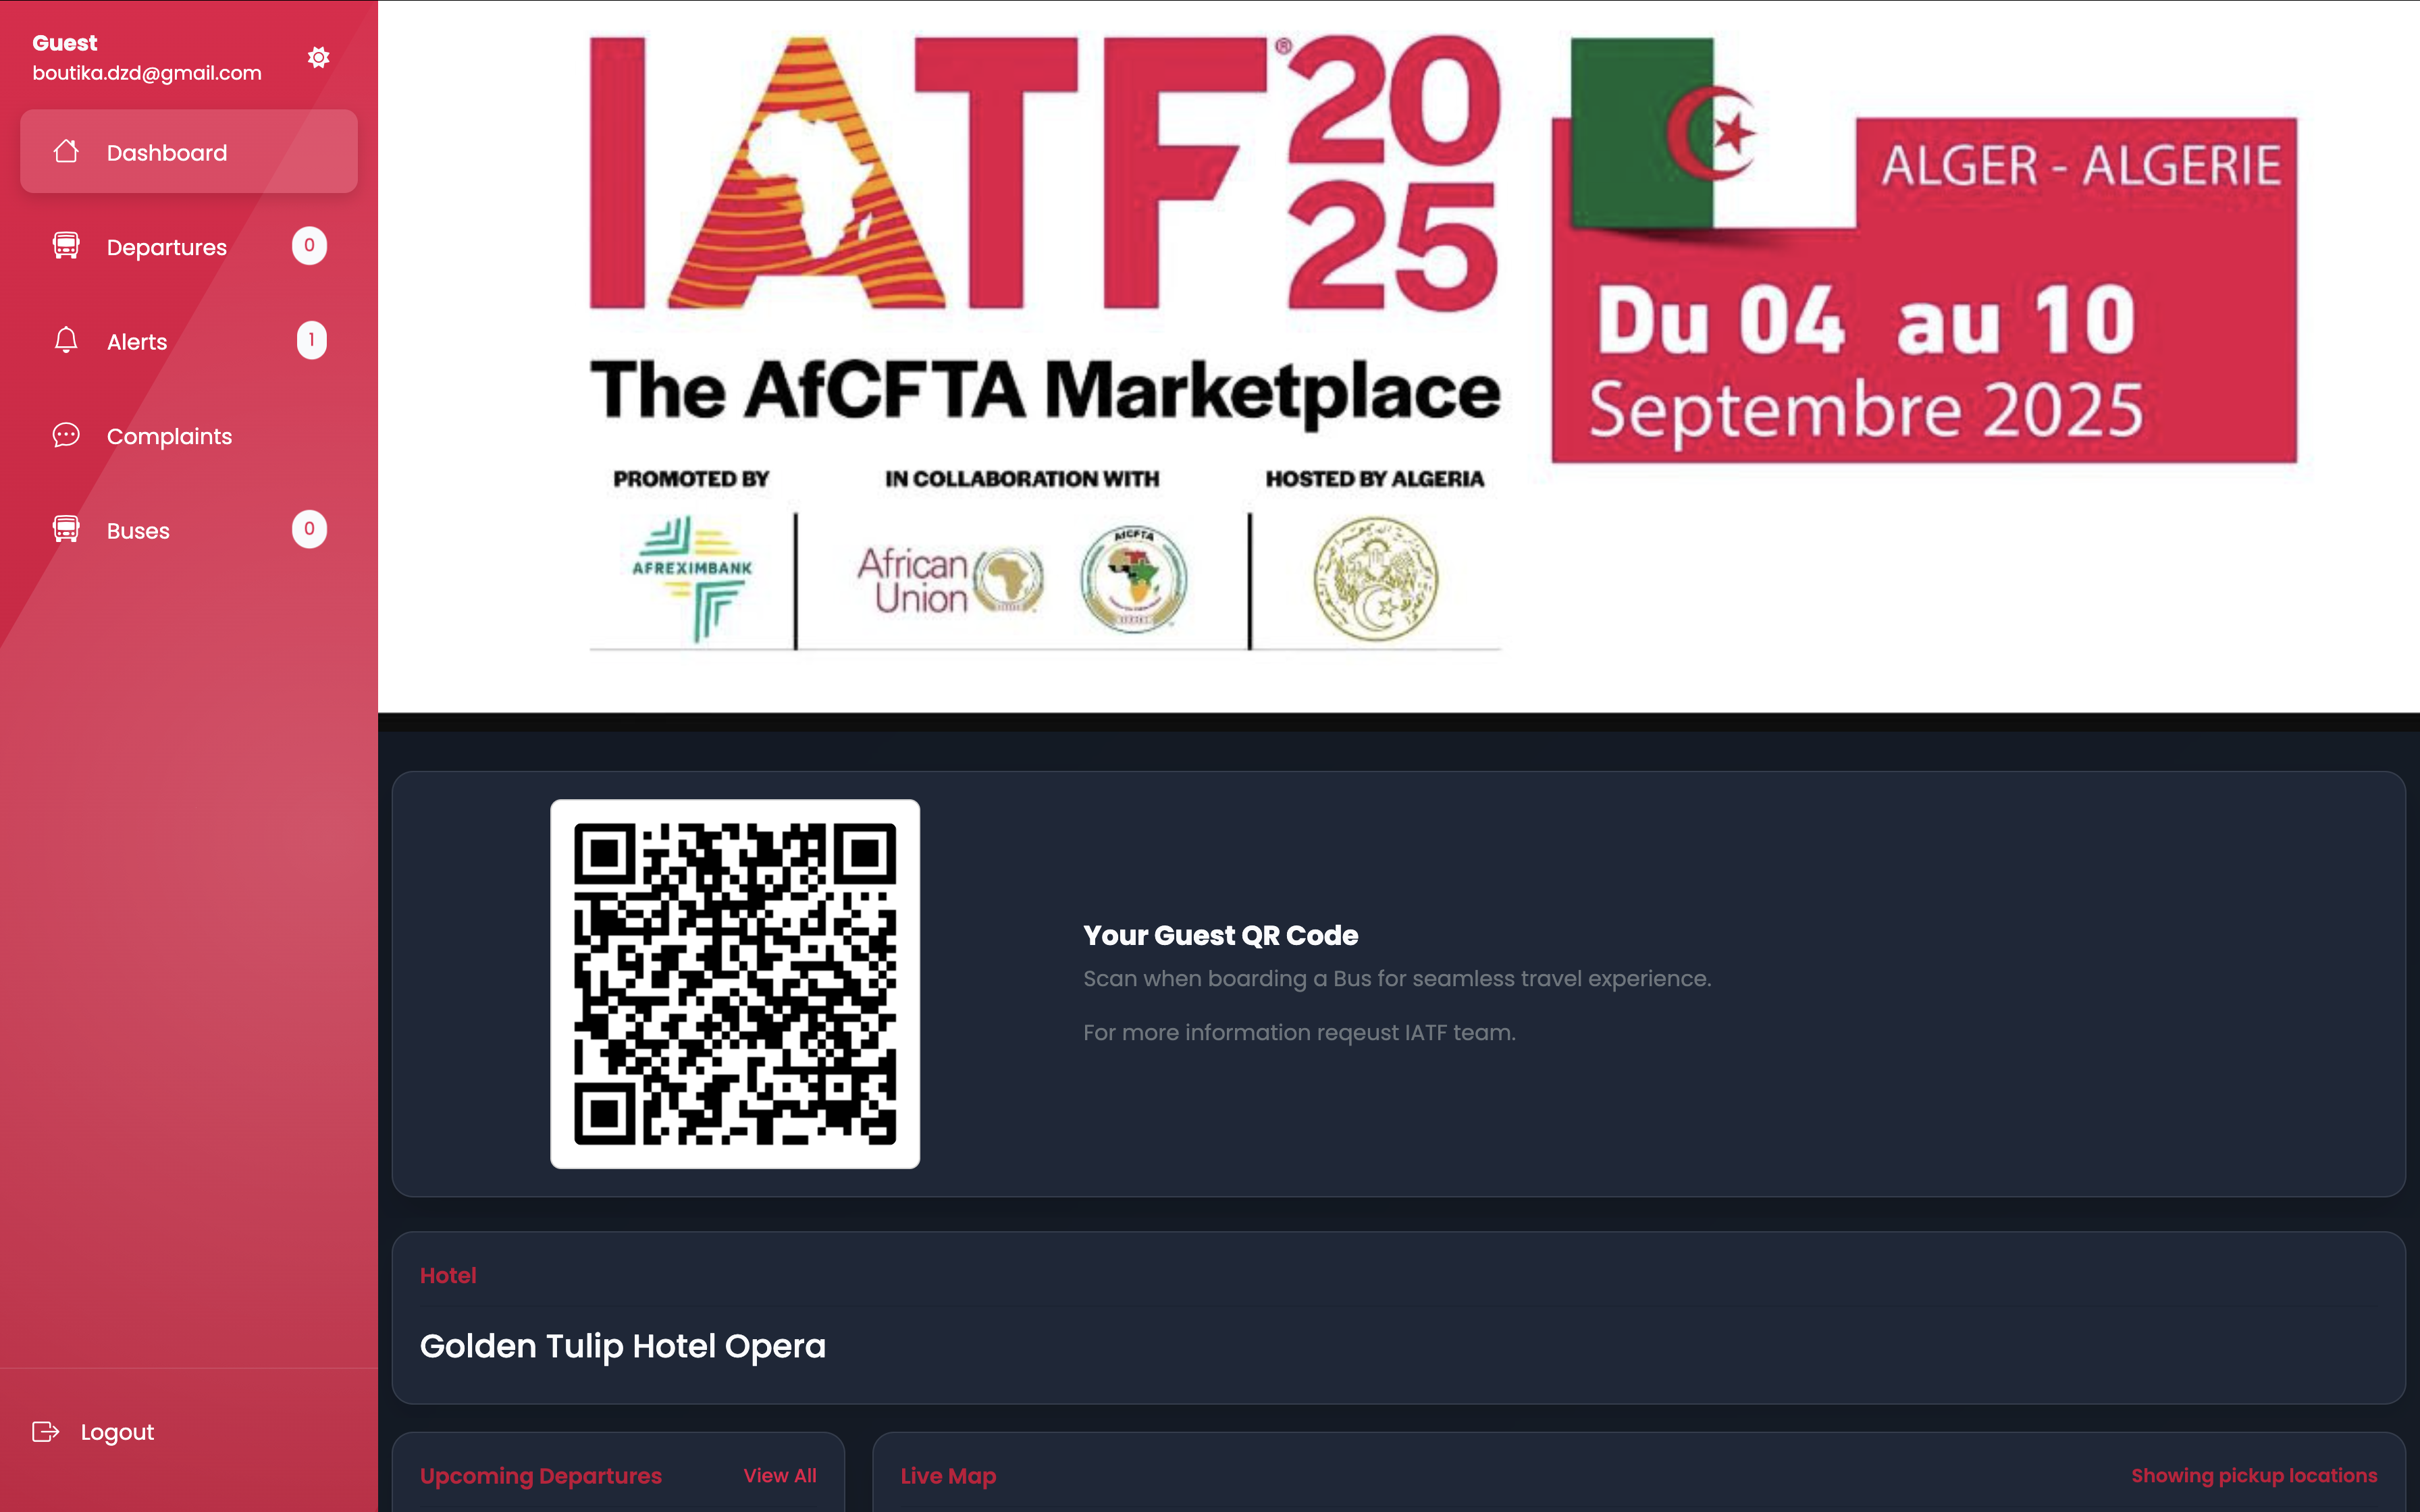 Guest
boutika.dzd@gmail.com
Dashboard
Departures 0
Alerts 1
Complaints
Buses 0
Logout
IATF® 2025
The AfCFTA Marketplace
PROMOTED BY
AFREXIMBANK
IN COLLABORATION WITH
African Union
AfCFTA
HOSTED BY ALGERIA
ALGER - ALGERIE
Du 04 au 10
Septembre 2025
Your Guest QR Code
Scan when boarding a Bus for seamless travel experience.
For more information reqeust IATF team.
Hotel
Golden Tulip Hotel Opera
Upcoming Departures View All
Live Map Showing pickup locations